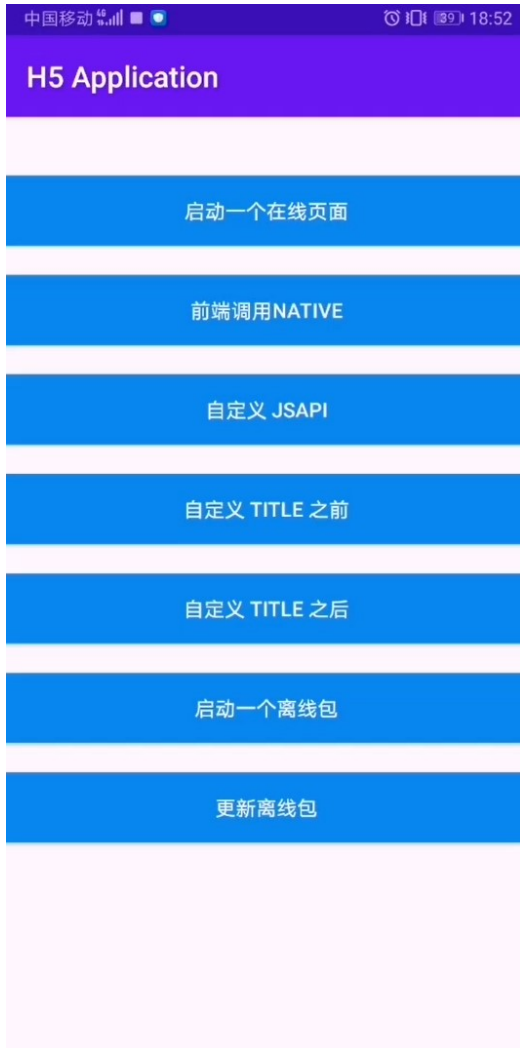 中国移动 18:52
H5 Application
启动一个在线页面
前端调用NATIVE
自定义 JSAPI
自定义 TITLE 之前
自定义 TITLE 之后
启动一个离线包
更新离线包